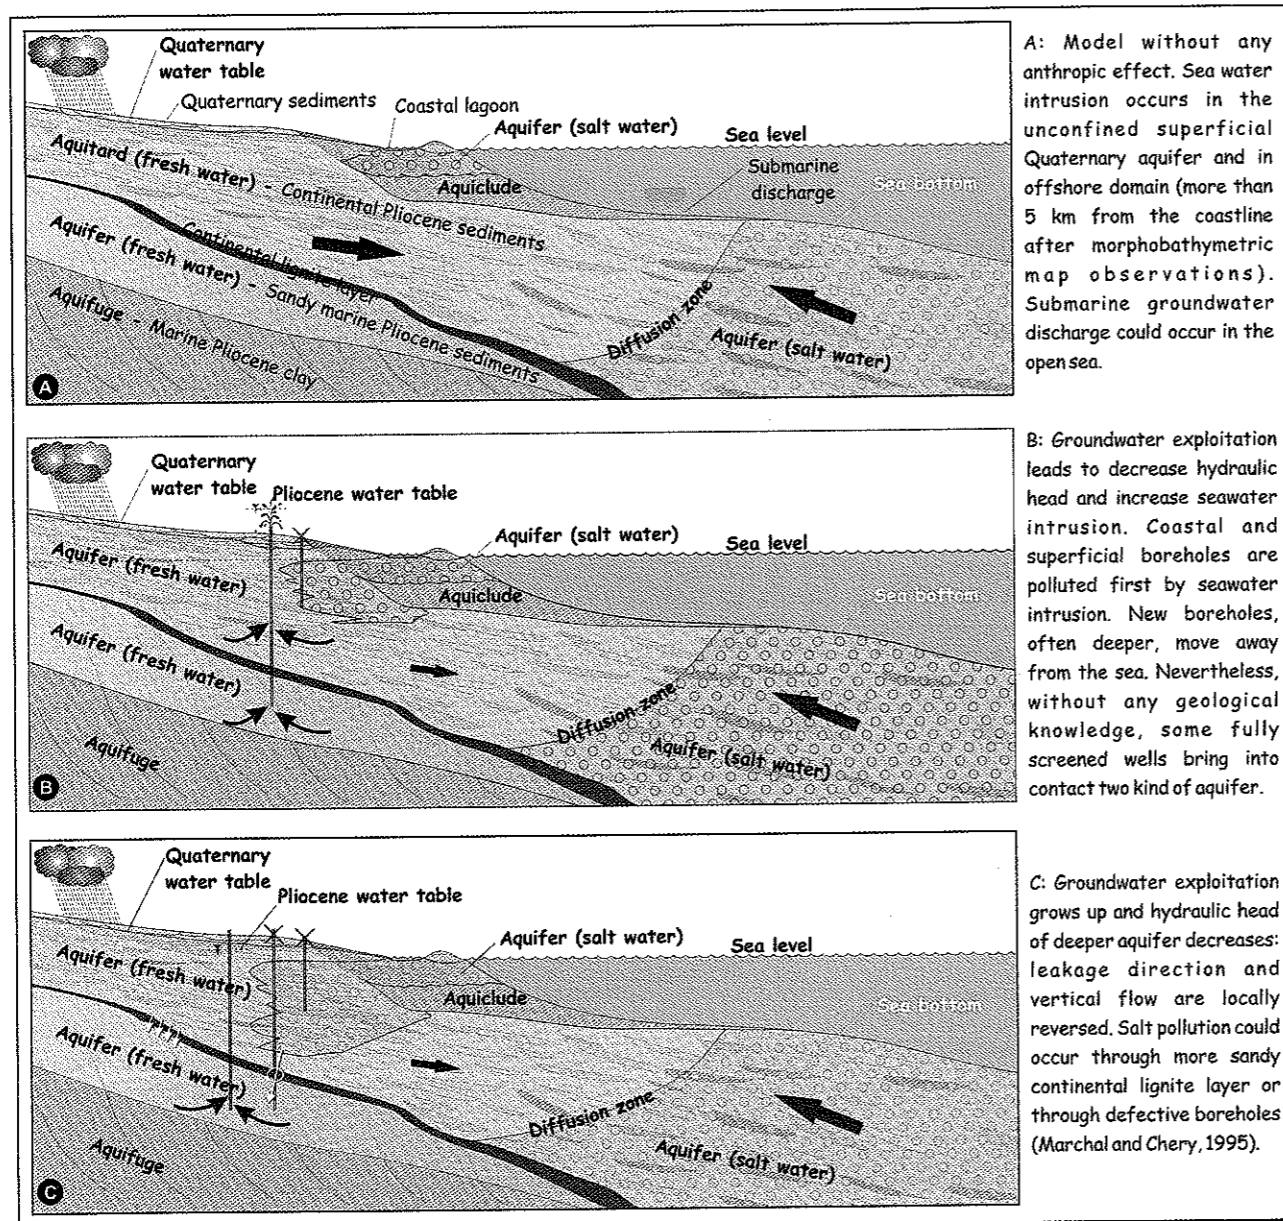 Quaternary
water table
Quaternary sediments
Coastal lagoon
Aquifer (salt water)
Sea level
Submarine
discharge
Sea bottom
Aquitard (fresh water) - Continental Pliocene sediments
Aquiclude
Continental lignite layer
Aquifer (fresh water) - Sandy marine Pliocene sediments
Diffusion zone
Aquifer (salt water)
Aquifuge - Marine Pliocene clay
A
A: Model without any
anthropic effect. Sea water
intrusion occurs in the
unconfined superficial
Quaternary aquifer and in
offshore domain (more than
5 km from the coastline
after morphobathymetric
map observations).
Submarine groundwater
discharge could occur in the
open sea.
Quaternary
water table
Pliocene water table
Aquifer (salt water)
Sea level
Aquifer (fresh water)
Aquiclude
Sea bottom
Aquifer (fresh water)
Diffusion zone
Aquifer (salt water)
Aquifuge
B
B: Groundwater exploitation
leads to decrease hydraulic
head and increase seawater
intrusion. Coastal and
superficial boreholes are
polluted first by seawater
intrusion. New boreholes,
often deeper, move away
from the sea. Nevertheless,
without any geological
knowledge, some fully
screened wells bring into
contact two kind of aquifer.
Quaternary
water table
Pliocene water table
Aquifer (salt water)
Sea level
Aquifer (fresh water)
Aquiclude
Sea bottom
????
Aquifer (fresh water)
Diffusion zone
Aquifer (salt water)
Aquifuge
C
C: Groundwater exploitation
grows up and hydraulic head
of deeper aquifer decreases:
leakage direction and
vertical flow are locally
reversed. Salt pollution could
occur through more sandy
continental lignite layer or
through defective boreholes
(Marchal and Chery, 1995).